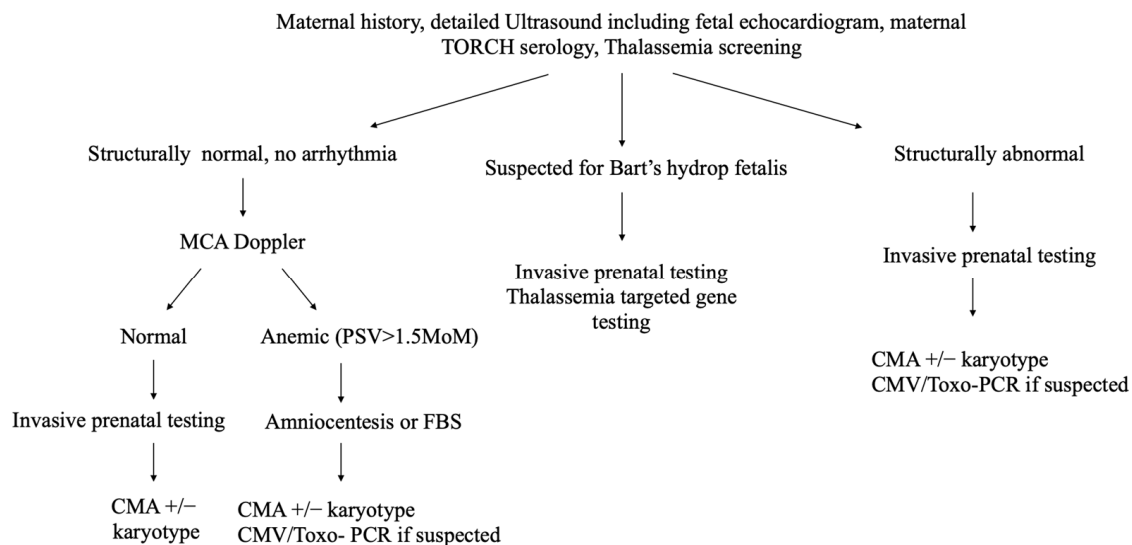 Maternal history, detailed Ultrasound including fetal echocardiogram, maternal
TORCH serology, Thalassemia screening
Structurally normal, no arrhythmia
Suspected for Bart's hydrop fetalis
Structurally abnormal
MCA Doppler
Invasive prenatal testing
Thalassemia targeted gene
testing
Invasive prenatal testing
Normal
Anemic (PSV>1.5MoM)
CMA +/− karyotype
CMV/Toxo-PCR if suspected
Invasive prenatal testing
Amniocentesis or FBS
CMA +/−
karyotype
CMA +/− karyotype
CMV/Toxo- PCR if suspected